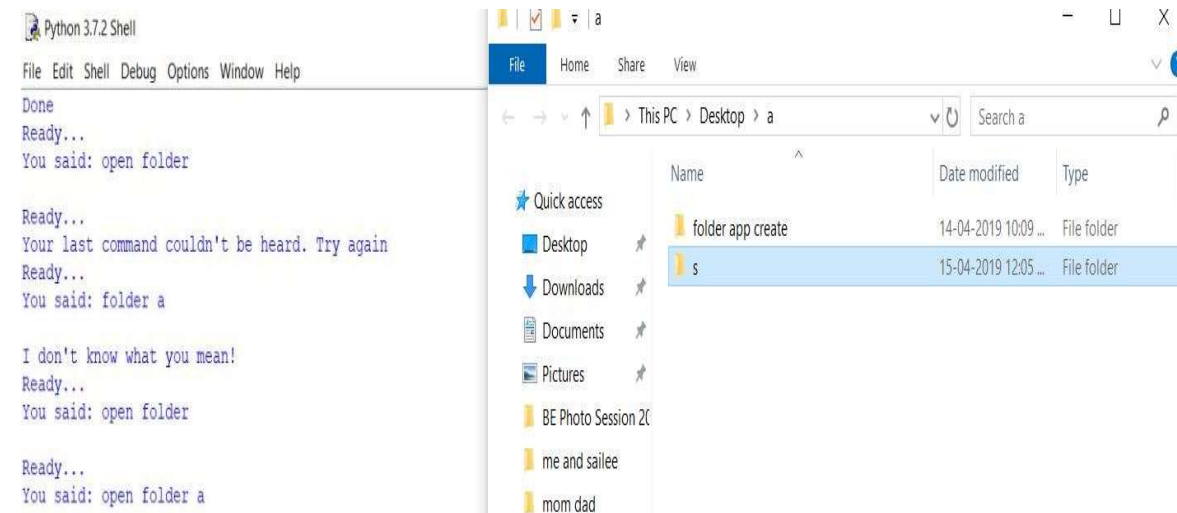 Python 3.7.2 Shell
File Edit Shell Debug Options Window Help
Done
Ready...
You said: open folder
Ready...
Your last command couldn't be heard. Try again
Ready...
You said: folder a
I don't know what you mean!
Ready...
You said: open folder
Ready...
You said: open folder a
a
File Home Share View
This PC > Desktop > a
Search a
Name Date modified Type
Quick access
Desktop
Downloads
Documents
Pictures
BE Photo Session 20
me and sailee
mom dad
folder app create 14-04-2019 10:09 ... File folder
s 15-04-2019 12:05 ... File folder